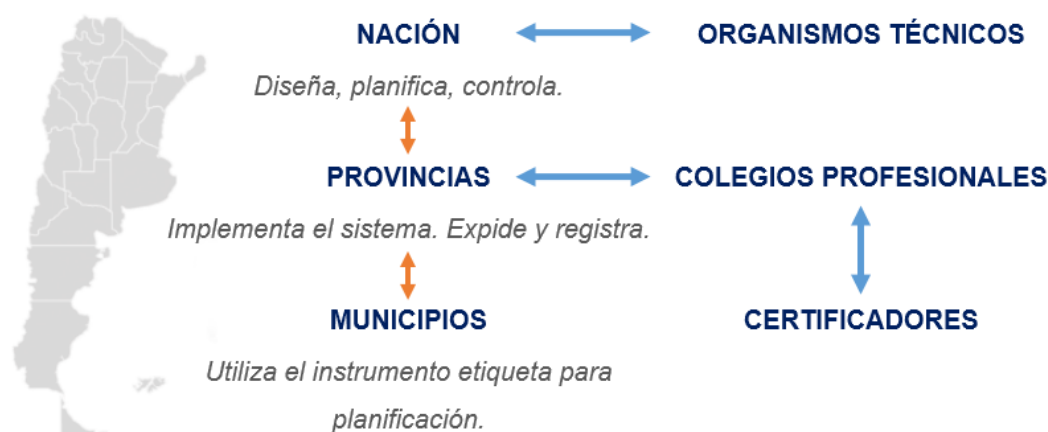 NACIÓN
ORGANISMOS TÉCNICOS
Diseña, planifica, controla.
PROVINCIAS
COLEGIOS PROFESIONALES
Implementa el sistema. Expide y registra.
MUNICIPIOS
CERTIFICADORES
Utiliza el instrumento etiqueta para
planificación.